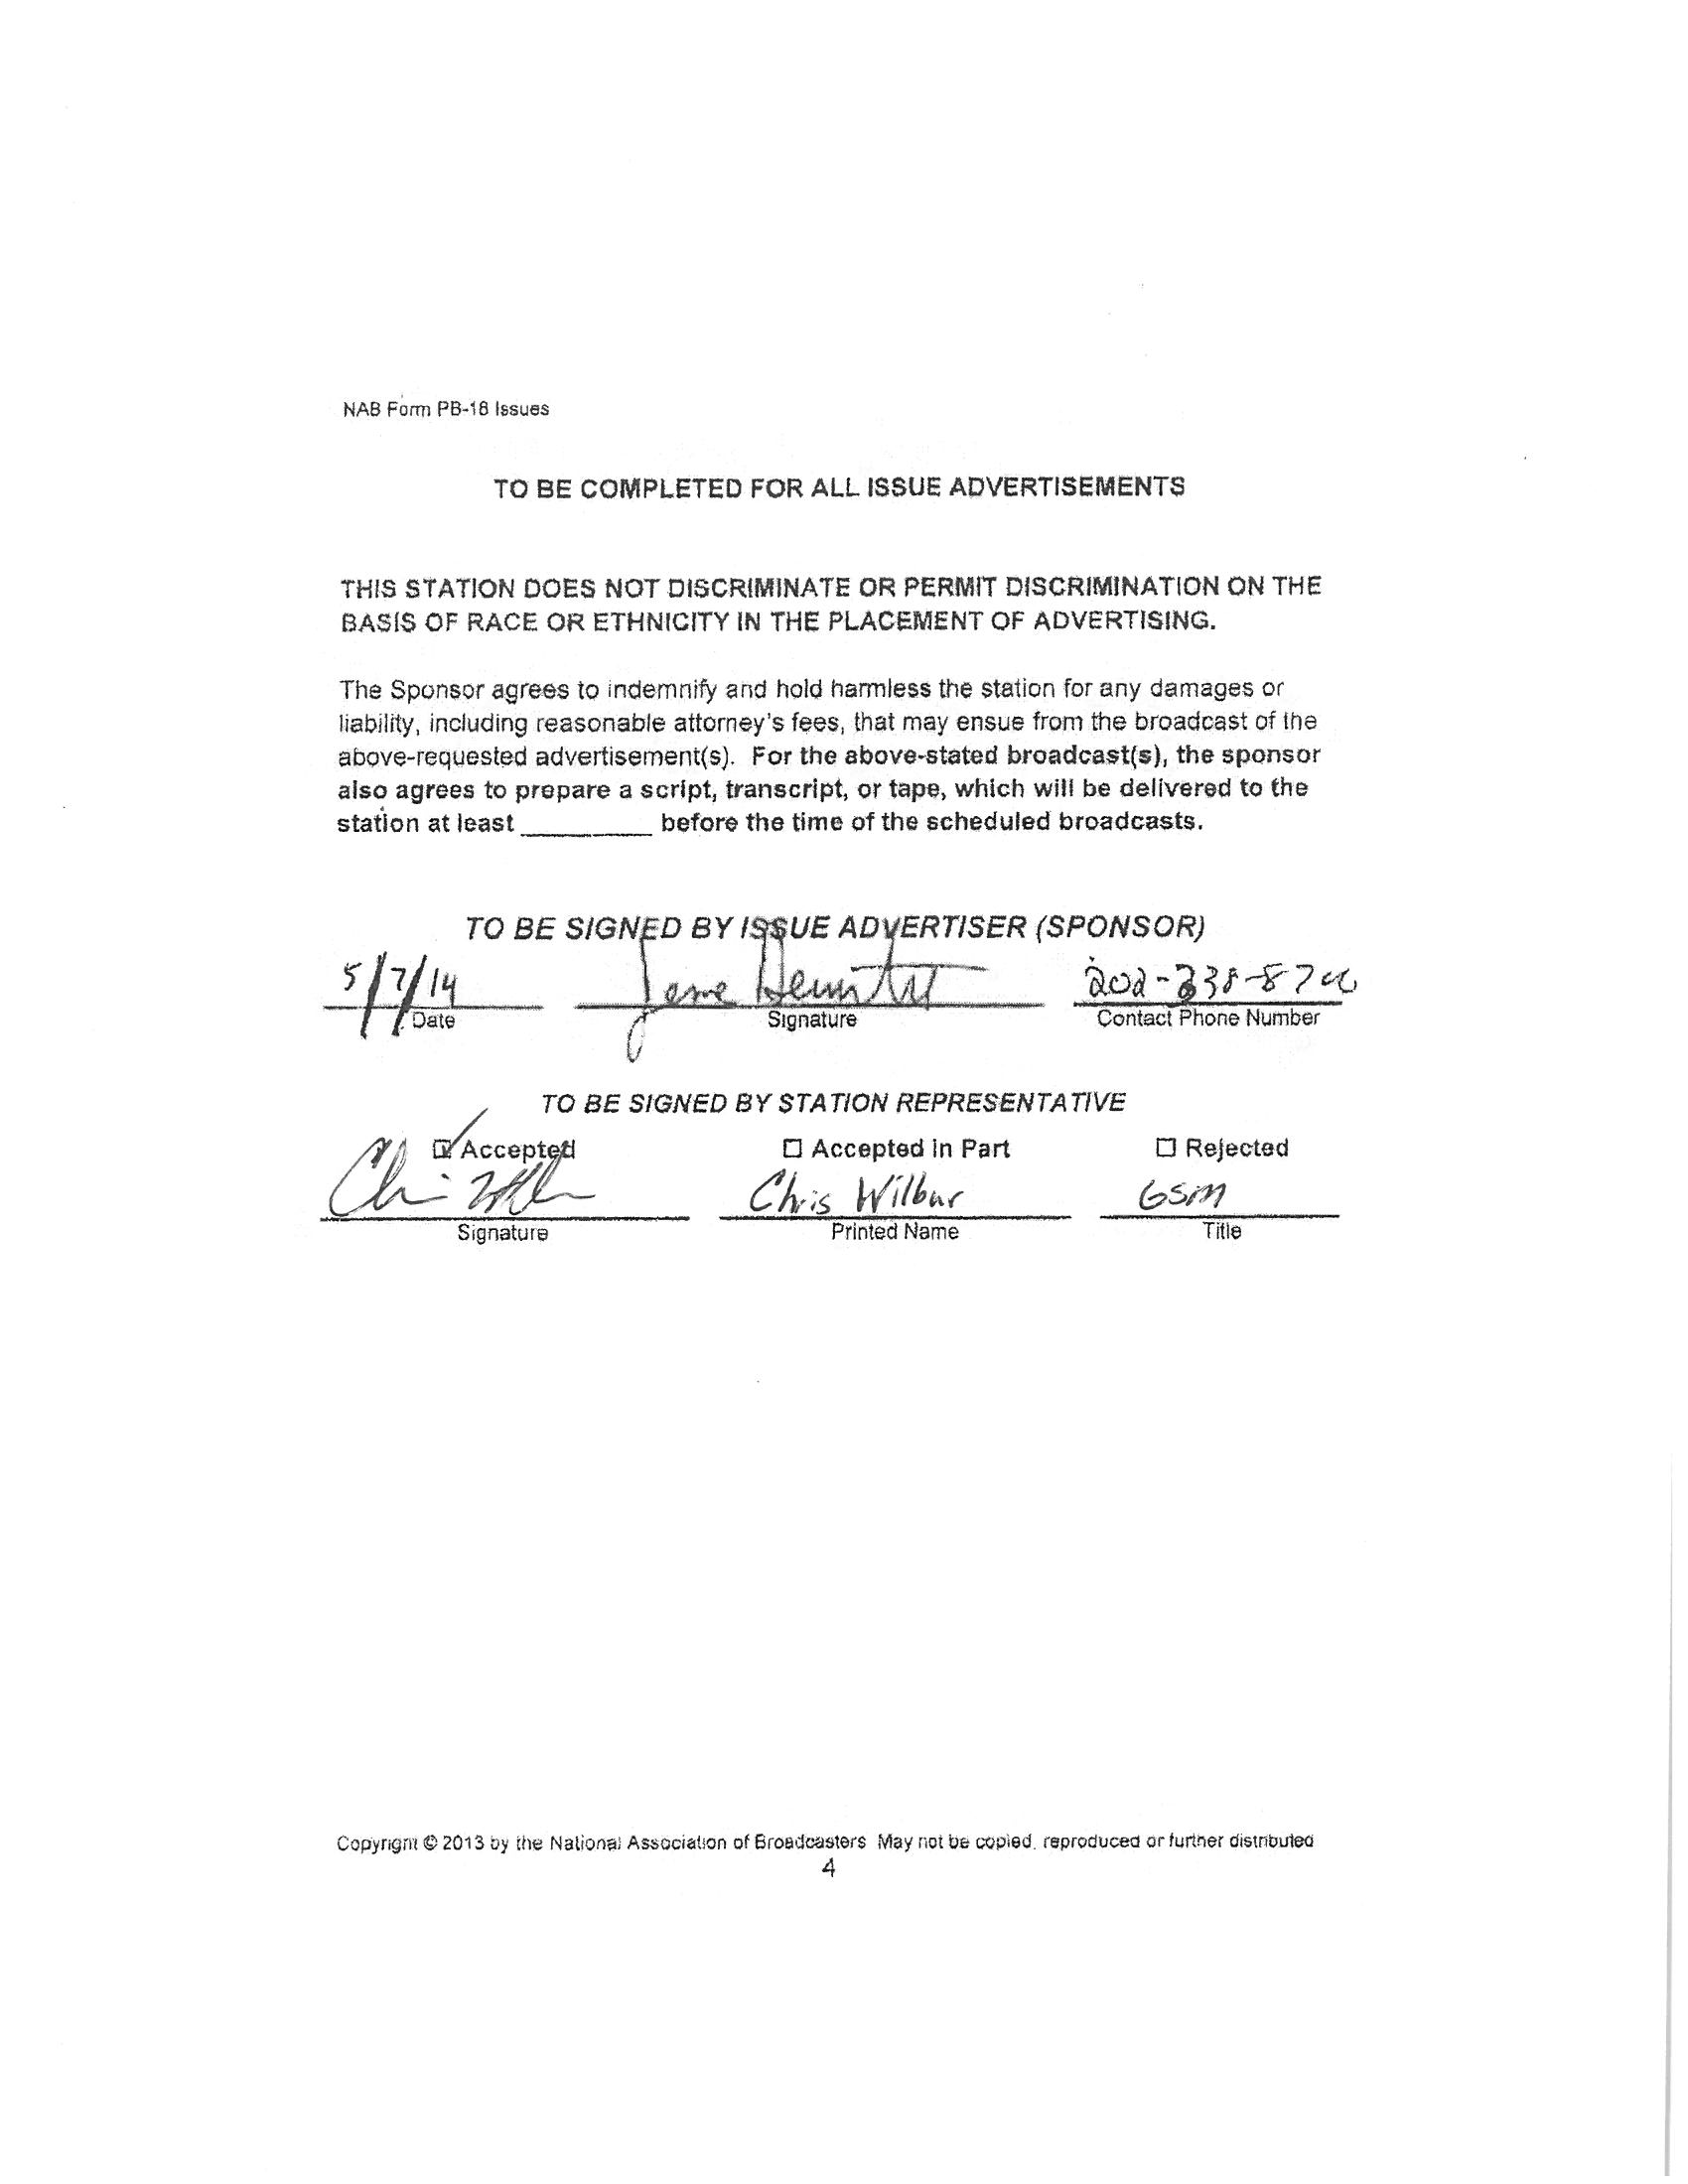 NAB Form PB-18 Issues
TO BE COMPLETED FOR ALL ISSUE ADVERTISEMENTS
THIS STATION DOES NOT DISCRIMINATE OR PERMIT DISCRIMINATION ON THE
BASIS OF RACE OR ETHNICITY IN THE PLACEMENT OF ADVERTISING.
The Sponsor agrees to indemnify and hold harmless the station for any damages or
liability, including reasonable attorney's fees, that may ensue from the broadcast of the
above-requested advertisement(s). For the above-stated broadcast(s), the sponsor
also agrees to prepare a script, transcript, or tape, which will be delivered to the
station at least _________ before the time of the scheduled broadcasts.
TO BE SIGNED BY ISSUE ADVERTISER (SPONSOR)
5/7/14
Date Signature Contact Phone Number
TO BE SIGNED BY STATION REPRESENTATIVE
☑ Accepted ☐ Accepted in Part ☐ Rejected
Chris Wilbur GSM
Signature Printed Name Title
Copyright © 2013 by the National Association of Broadcasters May not be copied, reproduced or further distributed
4